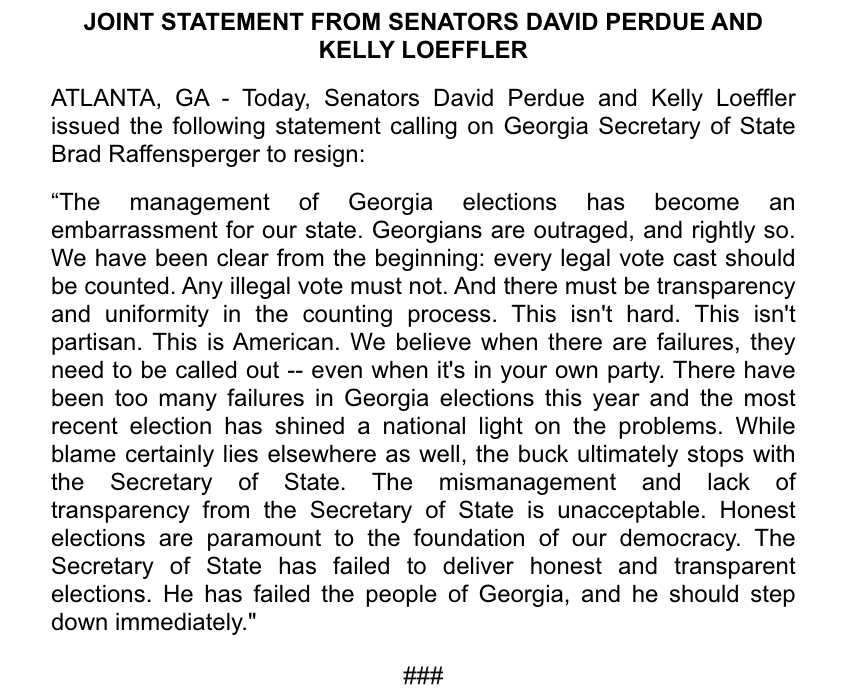 JOINT STATEMENT FROM SENATORS DAVID PERDUE AND
KELLY LOEFFLER
ATLANTA, GA - Today, Senators David Perdue and Kelly Loeffler
issued the following statement calling on Georgia Secretary of State
Brad Raffensperger to resign:
“The management of Georgia elections has become an
embarrassment for our state. Georgians are outraged, and rightly so.
We have been clear from the beginning: every legal vote cast should
be counted. Any illegal vote must not. And there must be transparency
and uniformity in the counting process. This isn't hard. This isn't
partisan. This is American. We believe when there are failures, they
need to be called out -- even when it's in your own party. There have
been too many failures in Georgia elections this year and the most
recent election has shined a national light on the problems. While
blame certainly lies elsewhere as well, the buck ultimately stops with
the Secretary of State. The mismanagement and lack of
transparency from the Secretary of State is unacceptable. Honest
elections are paramount to the foundation of our democracy. The
Secretary of State has failed to deliver honest and transparent
elections. He has failed the people of Georgia, and he should step
down immediately."
###